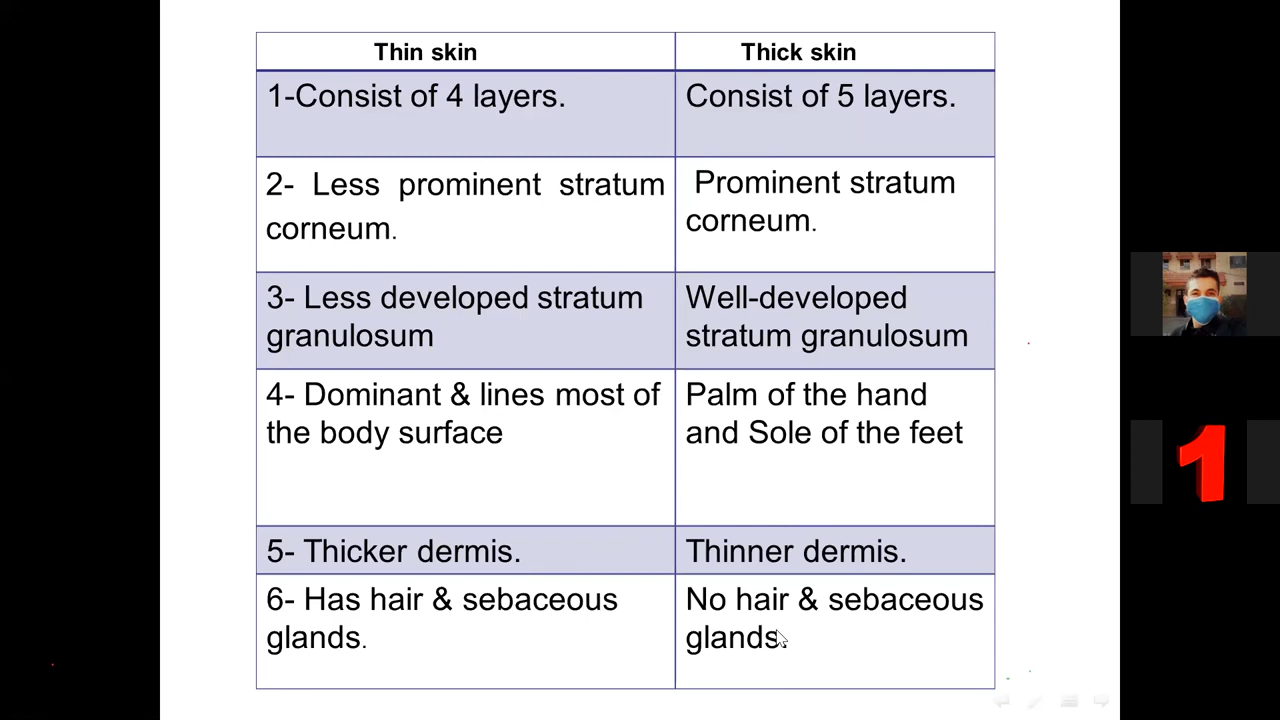 Thin skin
Thick skin
1-Consist of 4 layers.
Consist of 5 layers.
2- Less prominent stratum
corneum.
Prominent stratum
corneum.
3- Less developed stratum
granulosum
Well-developed
stratum granulosum
4- Dominant & lines most of
the body surface
Palm of the hand
and Sole of the feet
5- Thicker dermis.
Thinner dermis.
6- Has hair & sebaceous
glands.
No hair & sebaceous
glands.
1